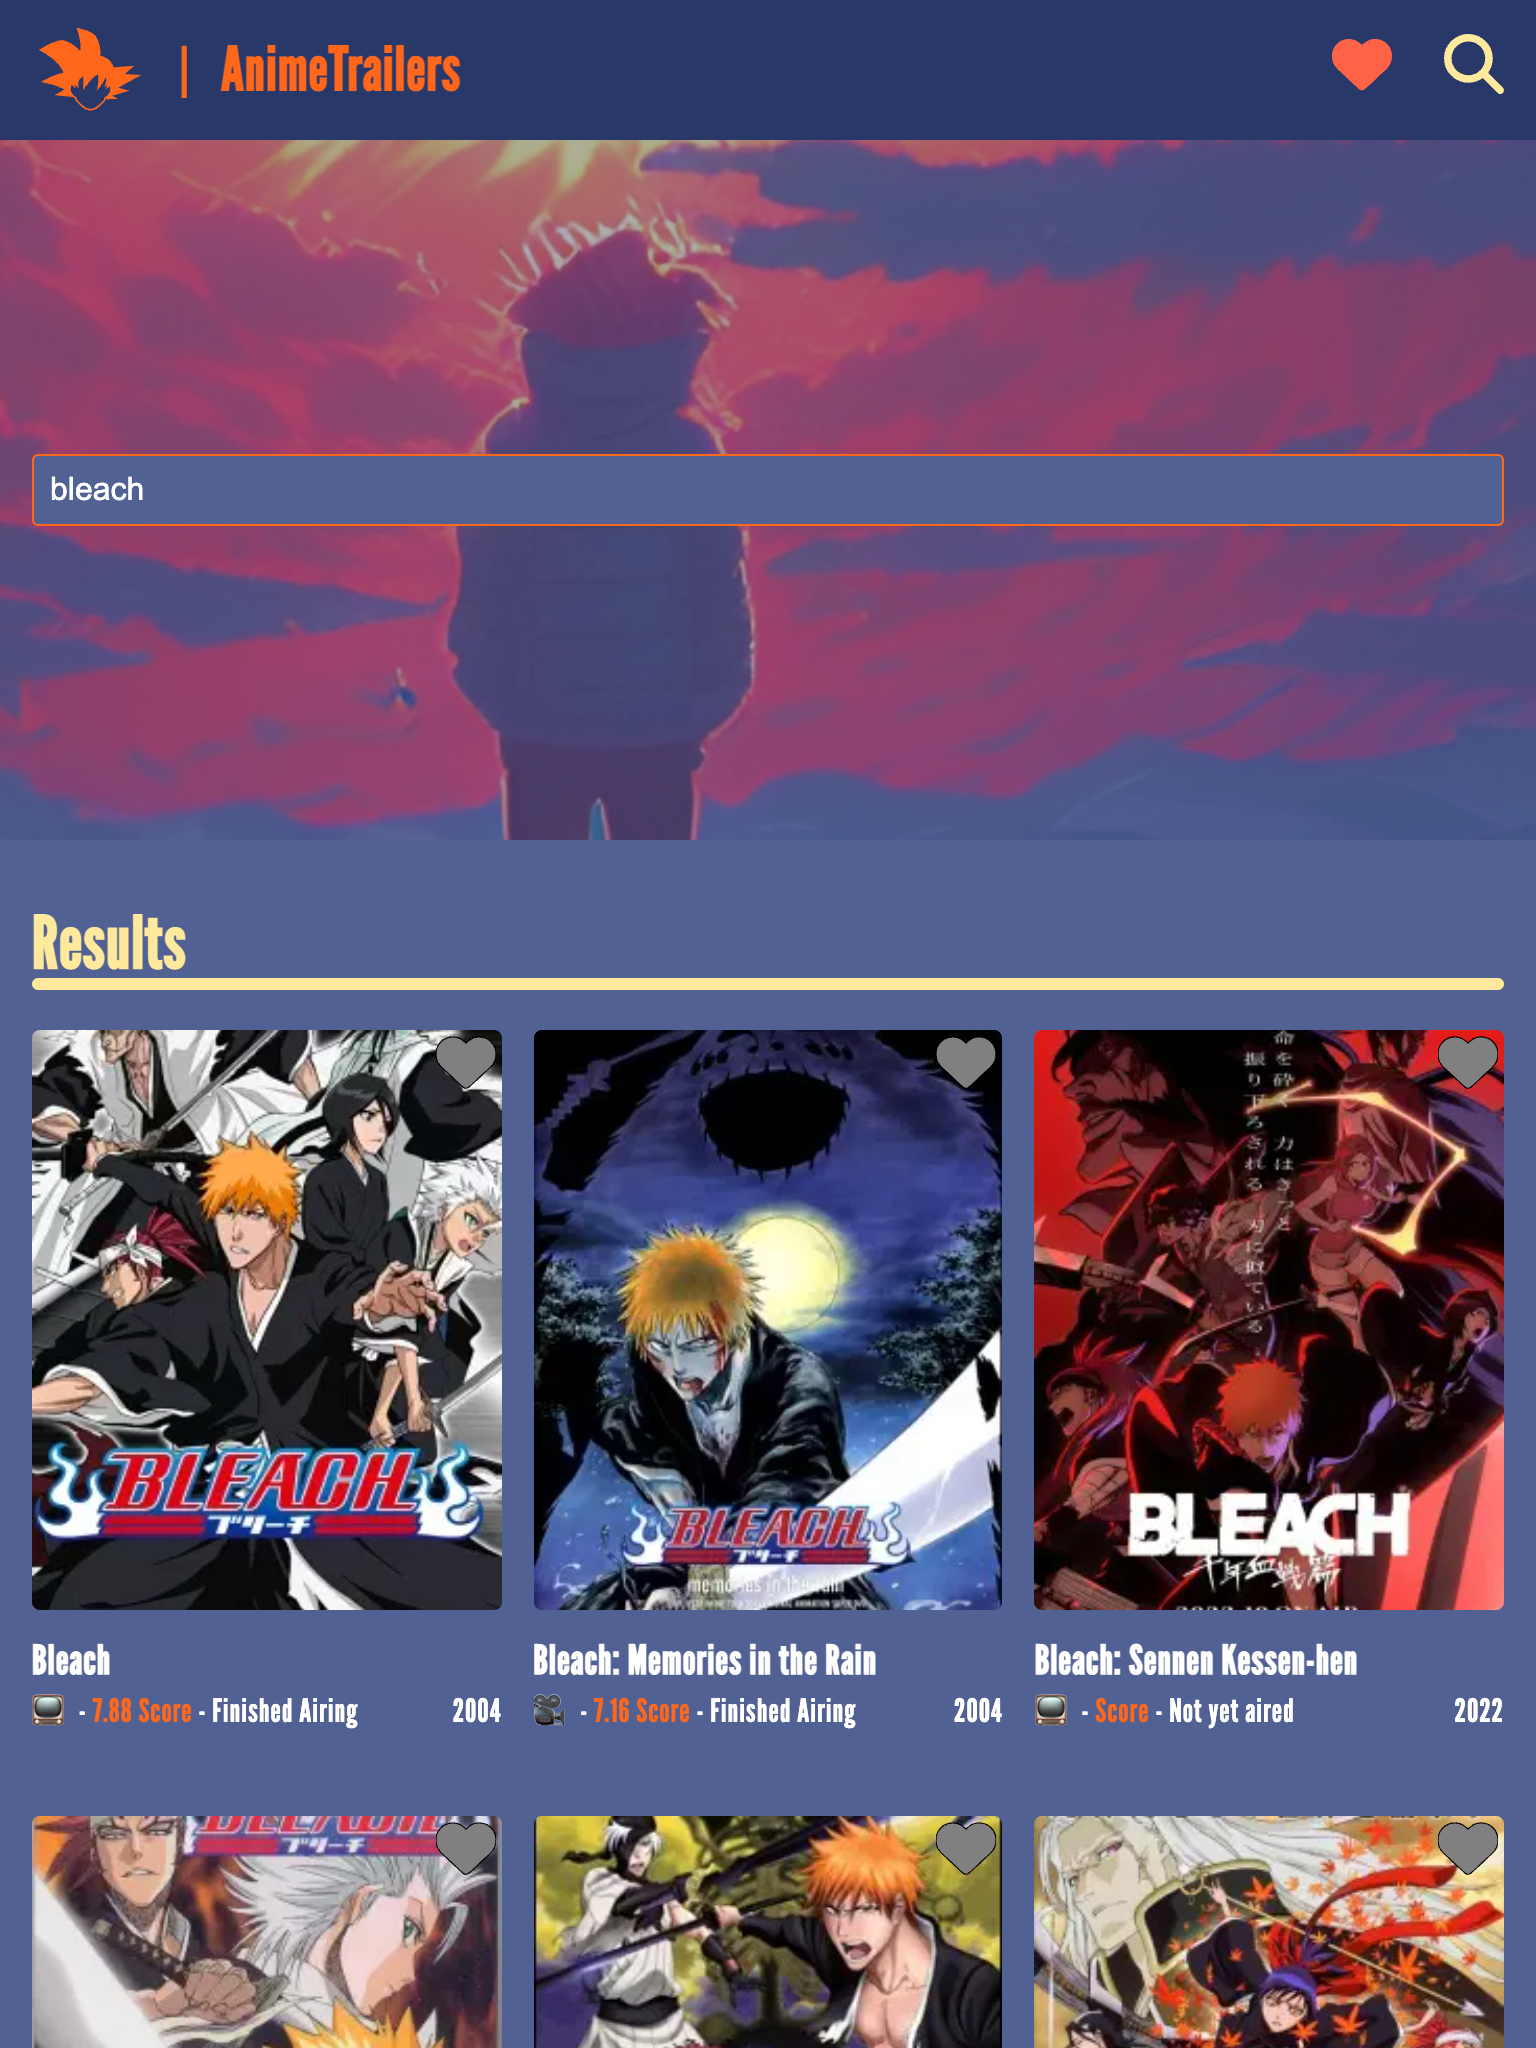 | AnimeTrailers
bleach
Results
BLEACH
ブリーチ
BLEACH
ブリーチ
memories in the rain
命を砕く 力はきっと
振り下ろされる 刃に似ている
BLEACH
千年血戦篇
Bleach
- 7.88 Score - Finished Airing 2004
Bleach: Memories in the Rain
- 7.16 Score - Finished Airing 2004
Bleach: Sennen Kessen-hen
- Score - Not yet aired 2022
ブリーチ